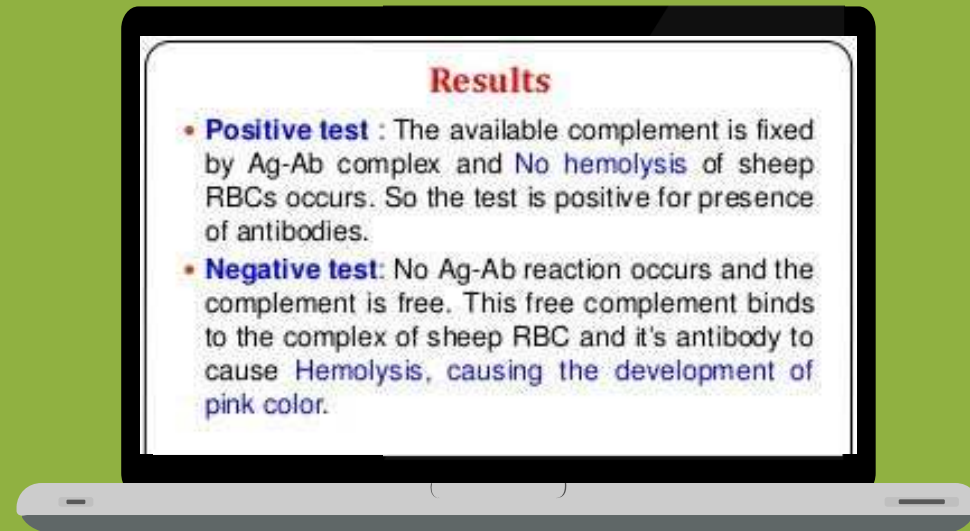 Results
• Positive test : The available complement is fixed
by Ag-Ab complex and No hemolysis of sheep
RBCs occurs. So the test is positive for presence
of antibodies.
• Negative test: No Ag-Ab reaction occurs and the
complement is free. This free complement binds
to the complex of sheep RBC and it's antibody to
cause Hemolysis, causing the development of
pink color.